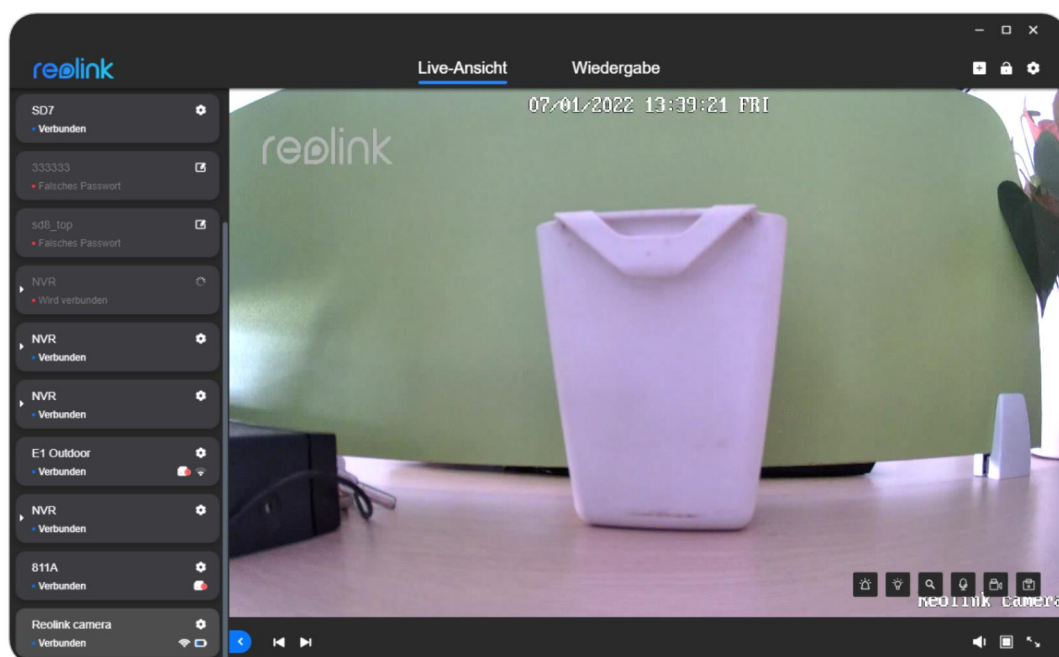 reolink
Live-Ansicht
Wiedergabe
SD7
Verbunden
333333
Falsches Passwort
sd8_top
Falsches Passwort
NVR
Wird verbunden
NVR
Verbunden
NVR
Verbunden
E1 Outdoor
Verbunden
NVR
Verbunden
811A
Verbunden
Reolink camera
Verbunden
07/01/2022 13:39:21 FRI
reolink
Reolink camera